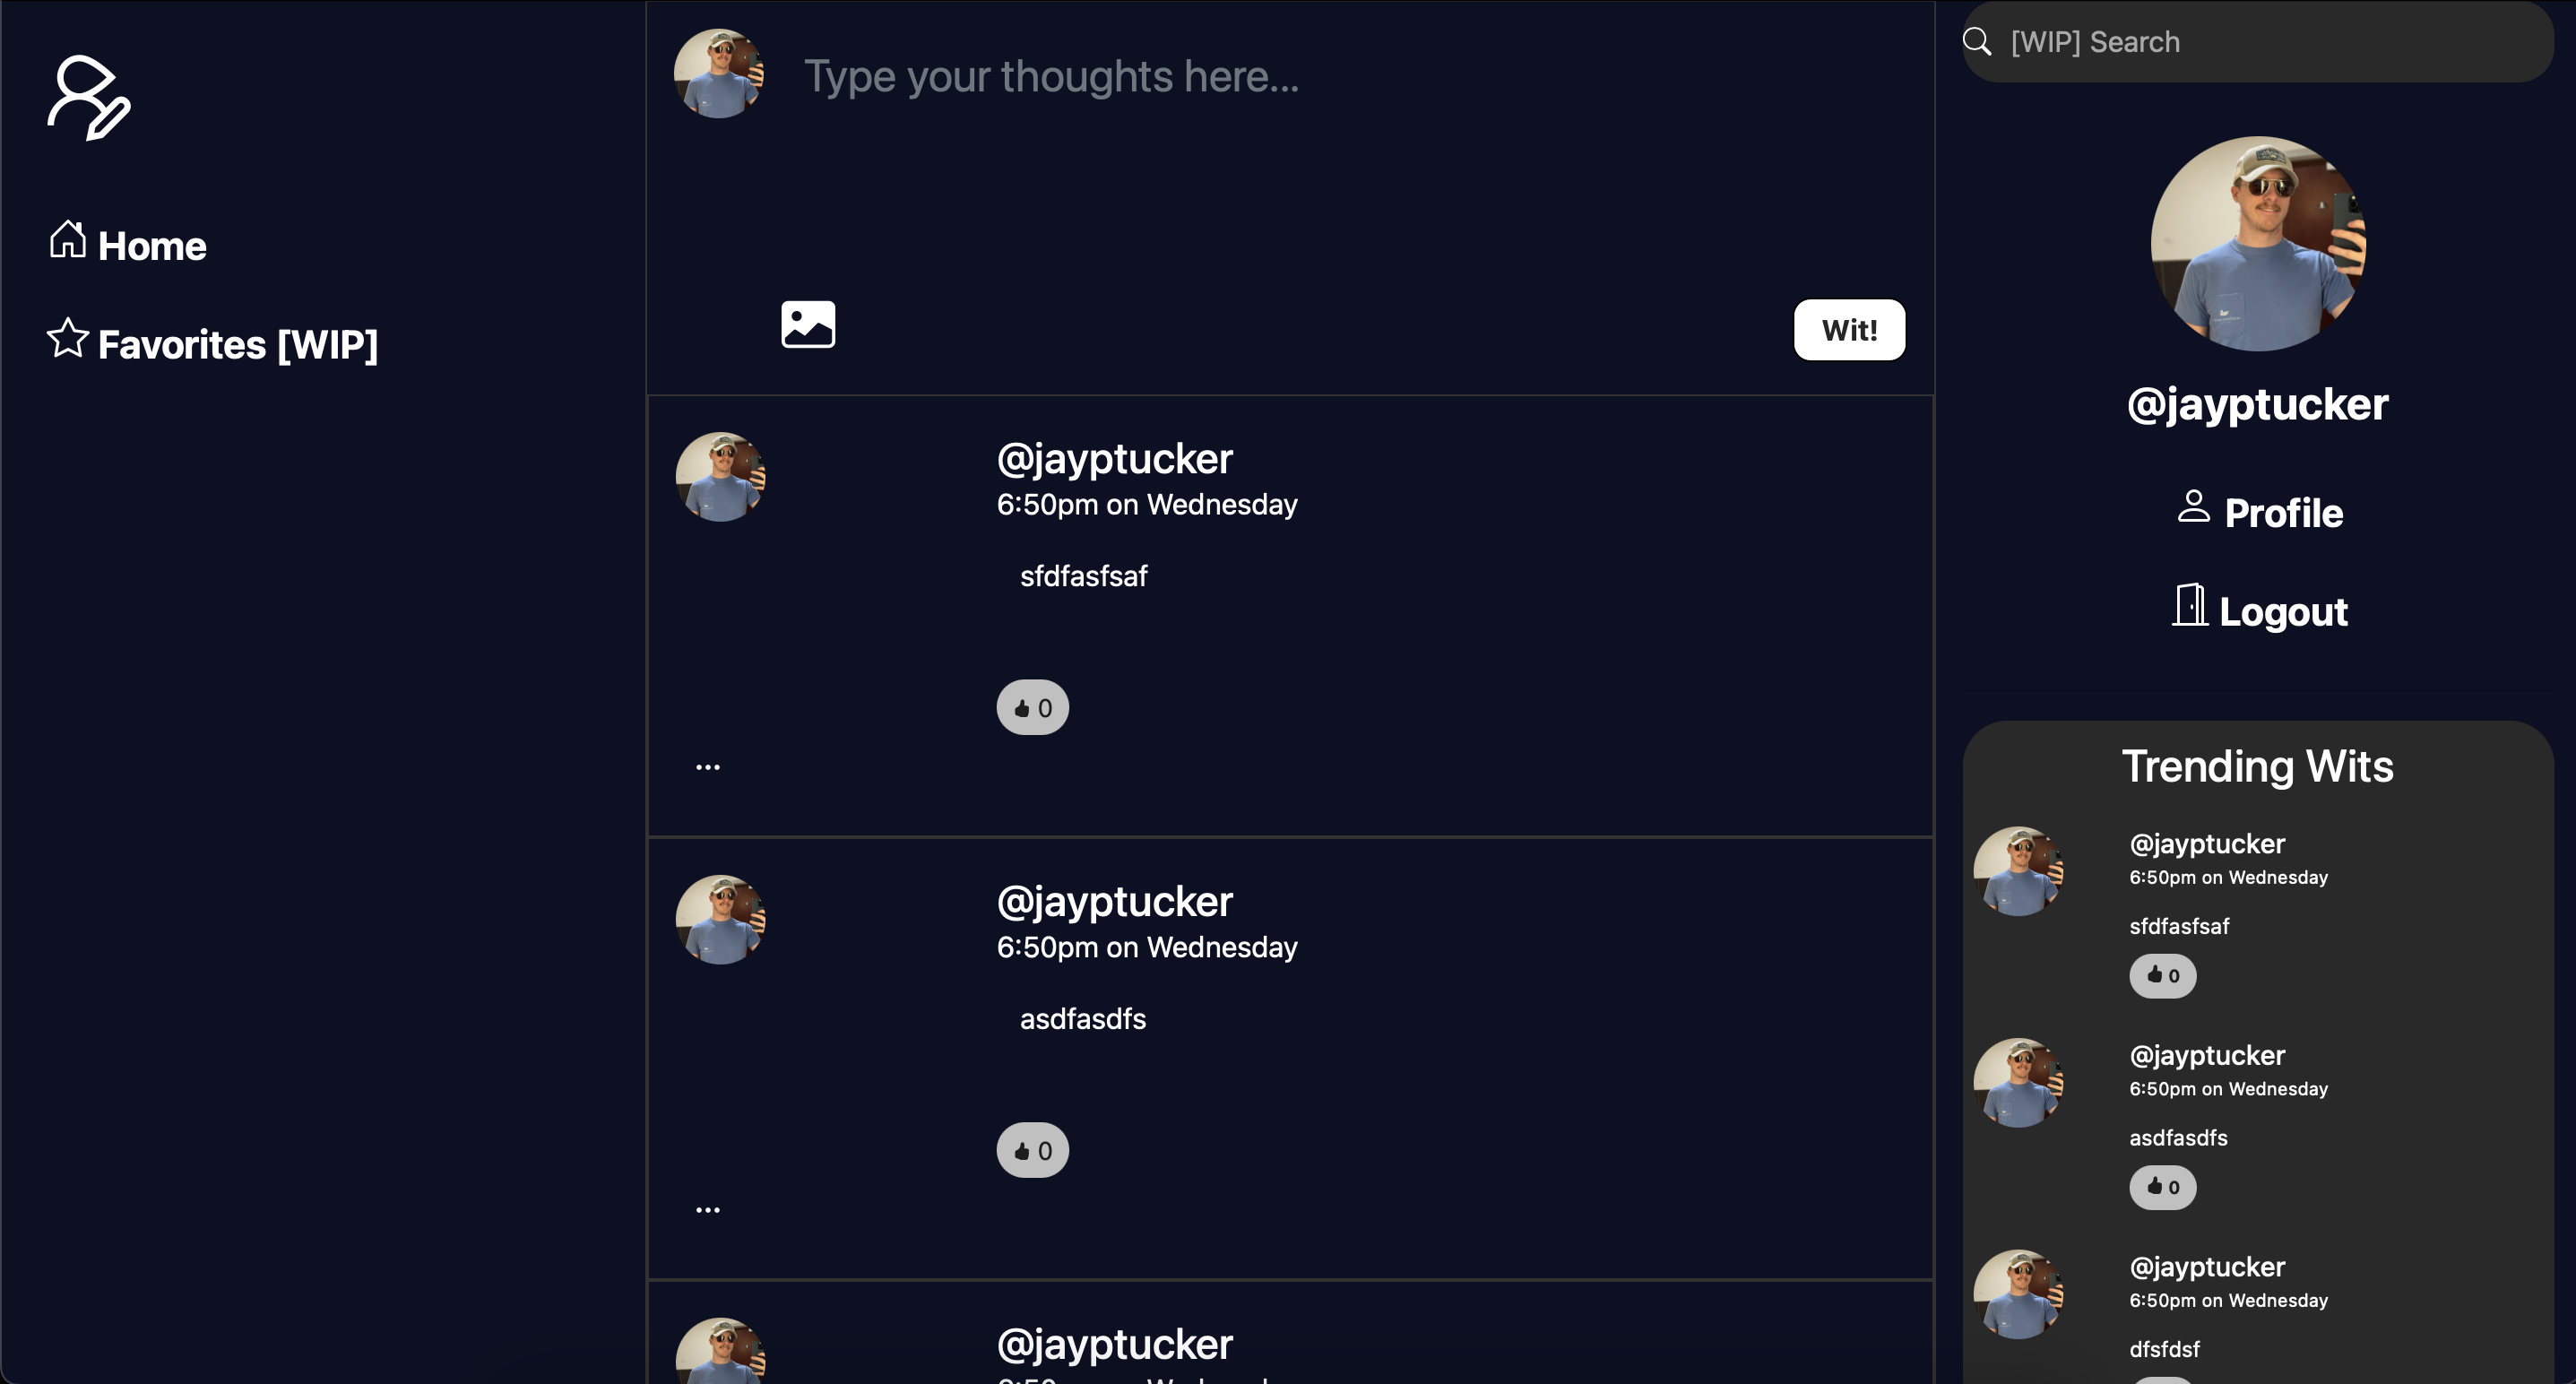 Home
Favorites [WIP]
Type your thoughts here...
Wit!
@jayptucker
6:50pm on Wednesday
sfdfasfsaf
0
...
@jayptucker
6:50pm on Wednesday
asdfasdfs
0
...
@jayptucker
[WIP] Search
@jayptucker
Profile
Logout
Trending Wits
@jayptucker
6:50pm on Wednesday
sfdfasfsaf
0
@jayptucker
6:50pm on Wednesday
asdfasdfs
0
@jayptucker
6:50pm on Wednesday
dfsfdsf